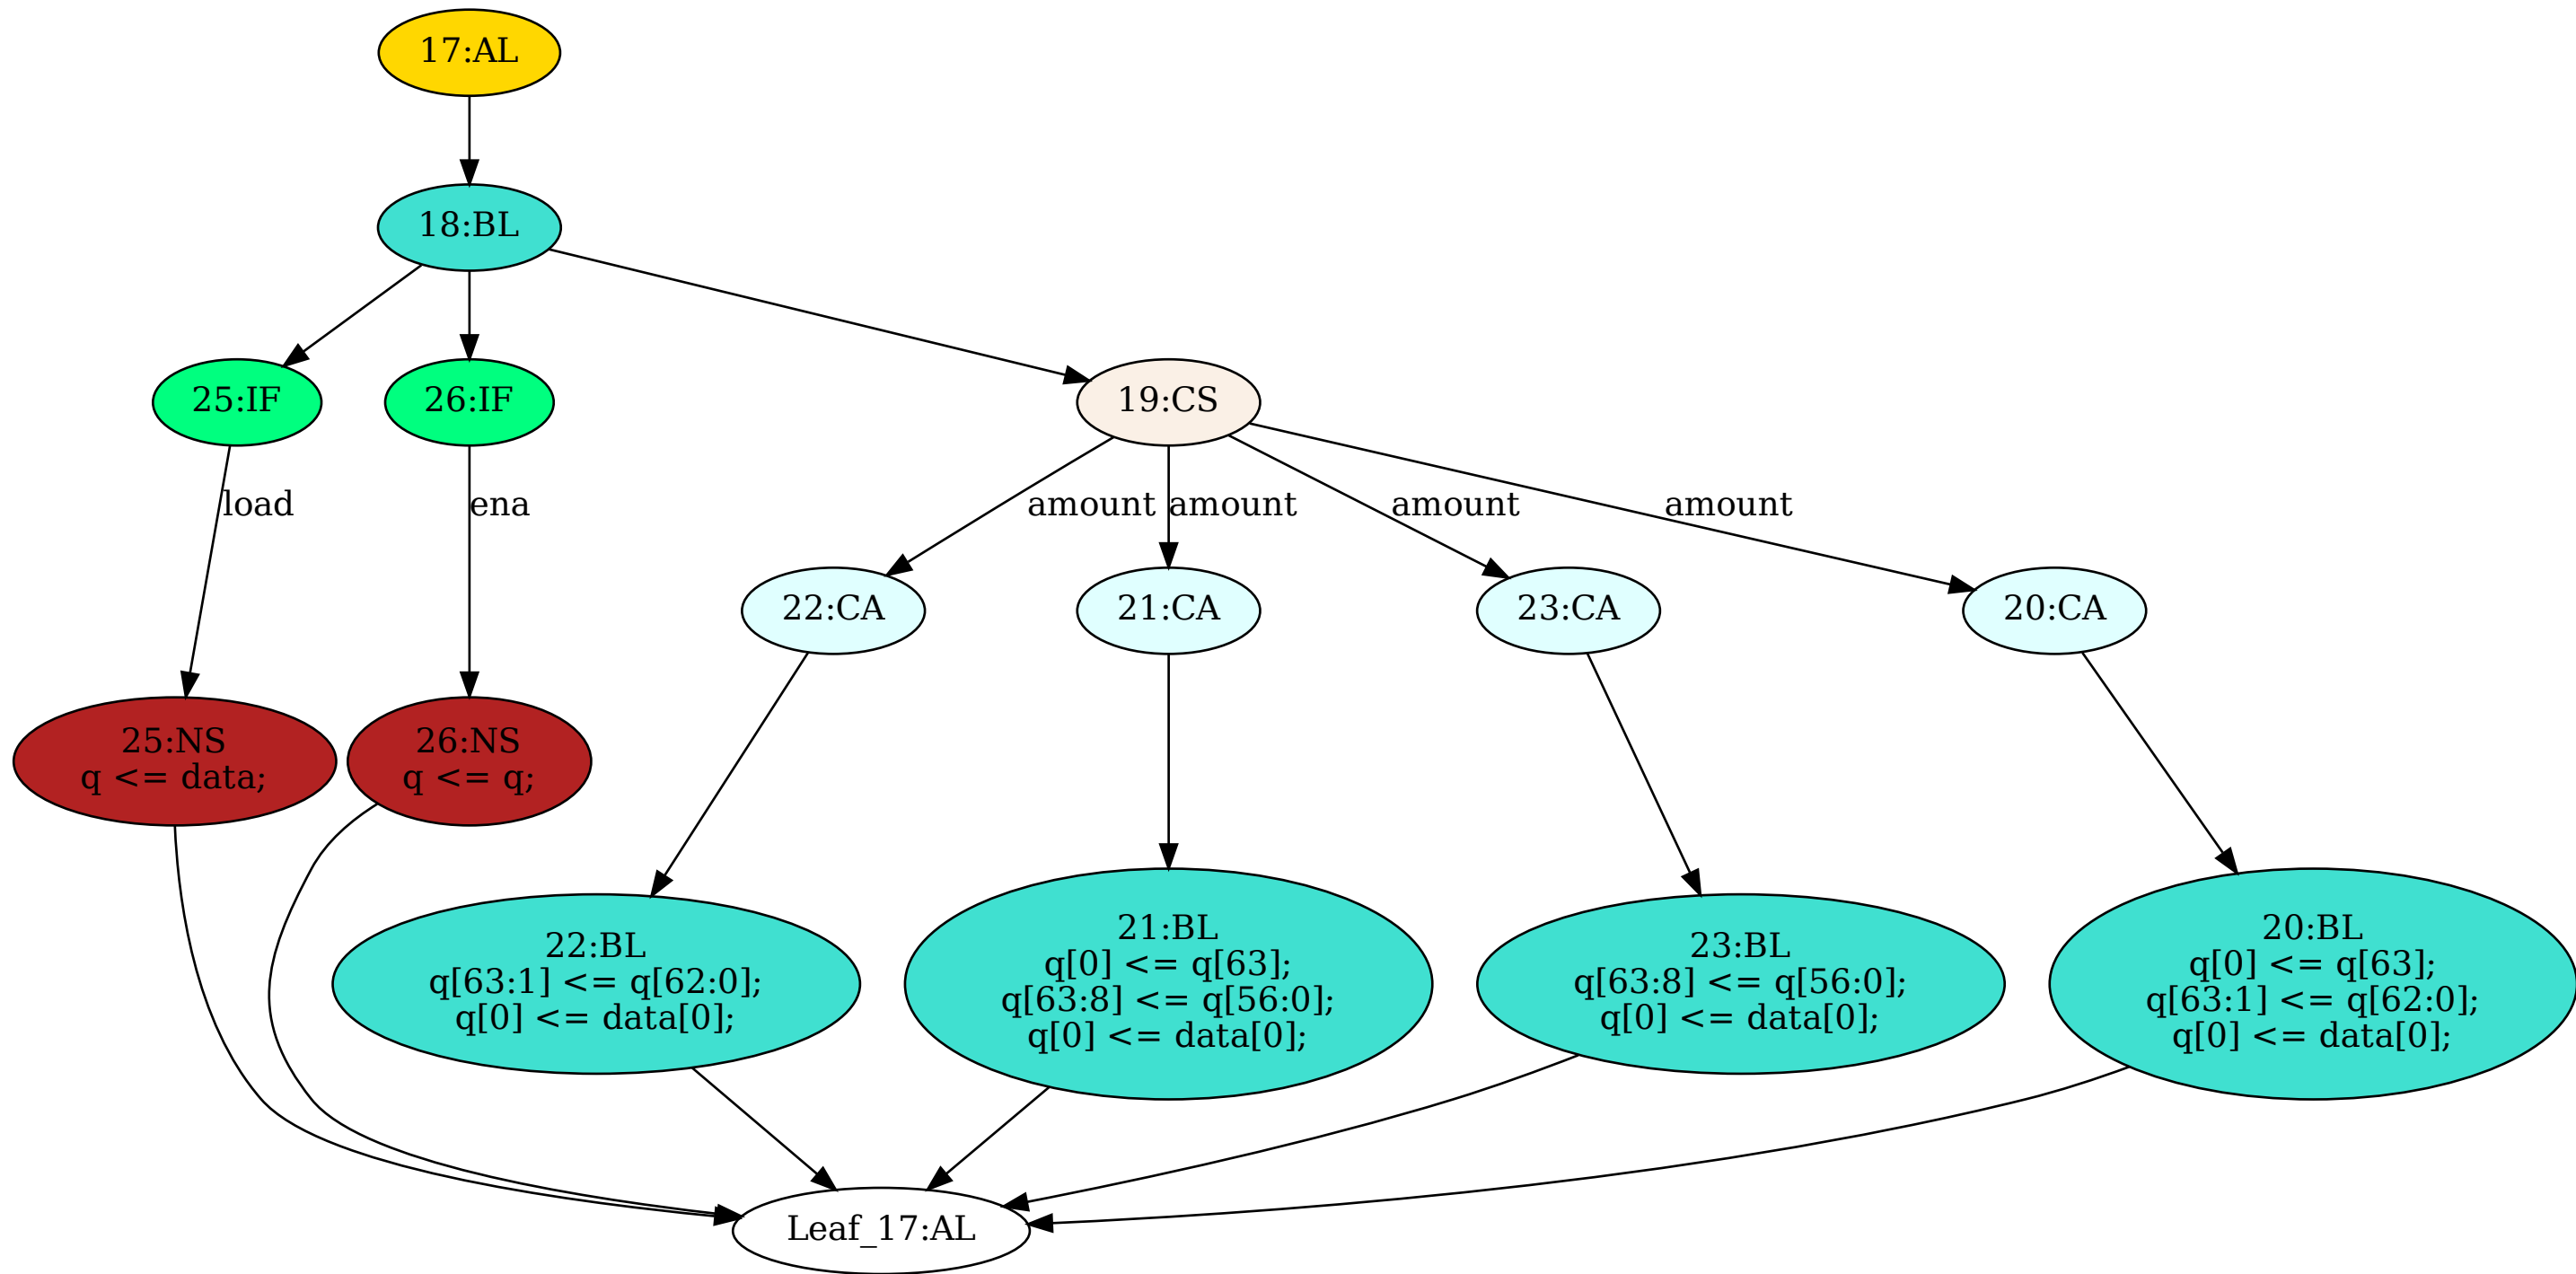 17:AL
18:BL
25:IF
26:IF
19:CS
load
ena
amount
amount
amount
amount
22:CA
21:CA
23:CA
20:CA
25:NS
q <= data;
26:NS
q <= q;
22:BL
q[63:1] <= q[62:0];
q[0] <= data[0];
21:BL
q[0] <= q[63];
q[63:8] <= q[56:0];
q[0] <= data[0];
23:BL
q[63:8] <= q[56:0];
q[0] <= data[0];
20:BL
q[0] <= q[63];
q[63:1] <= q[62:0];
q[0] <= data[0];
Leaf_17:AL